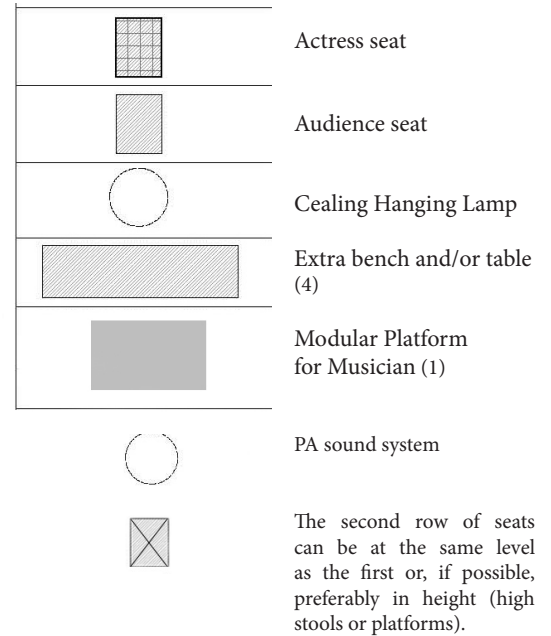 Actress seat
Audience seat
Cealing Hanging Lamp
Extra bench and/or table
(4)
Modular Platform
for Musician (1)
PA sound system
The second row of seats
can be at the same level
as the first or, if possible,
preferably in height (high
stools or platforms).